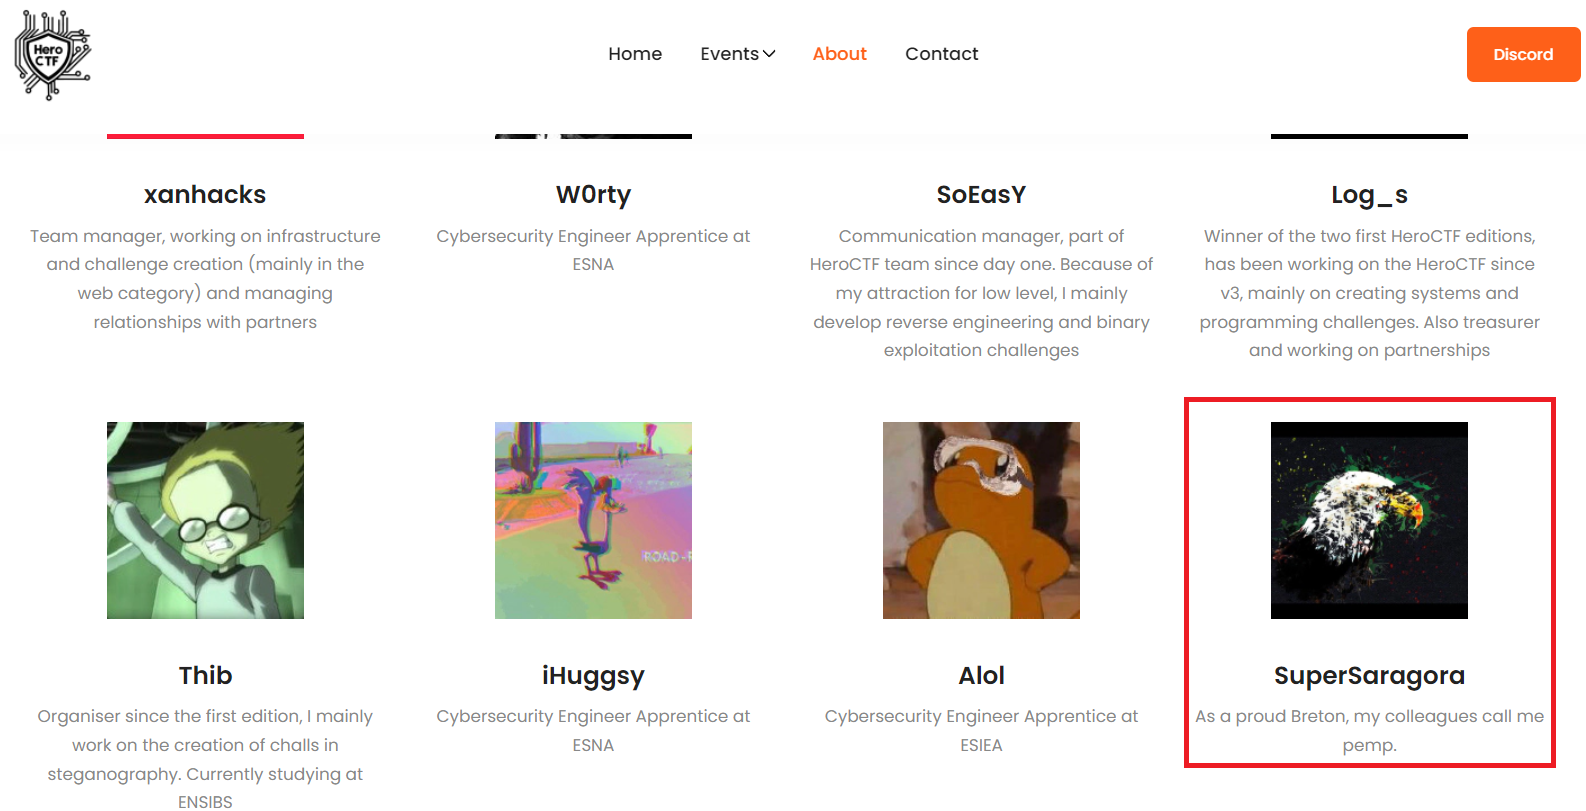 Hero
CTF
Home
Events
About
Contact
Discord
xanhacks
Team manager, working on infrastructure
and challenge creation (mainly in the
web category) and managing
relationships with partners
W0rty
Cybersecurity Engineer Apprentice at
ESNA
SoEasY
Communication manager, part of
HeroCTF team since day one. Because of
my attraction for low level, I mainly
develop reverse engineering and binary
exploitation challenges
Log_s
Winner of the two first HeroCTF editions,
has been working on the HeroCTF since
v3, mainly on creating systems and
programming challenges. Also treasurer
and working on partnerships
Thib
Organiser since the first edition, I mainly
work on the creation of challs in
steganography. Currently studying at
ENSIBS
ROAD-R
iHuggsy
Cybersecurity Engineer Apprentice at
ESNA
Alol
Cybersecurity Engineer Apprentice at
ESIEA
SuperSaragora
As a proud Breton, my colleagues call me
pemp.